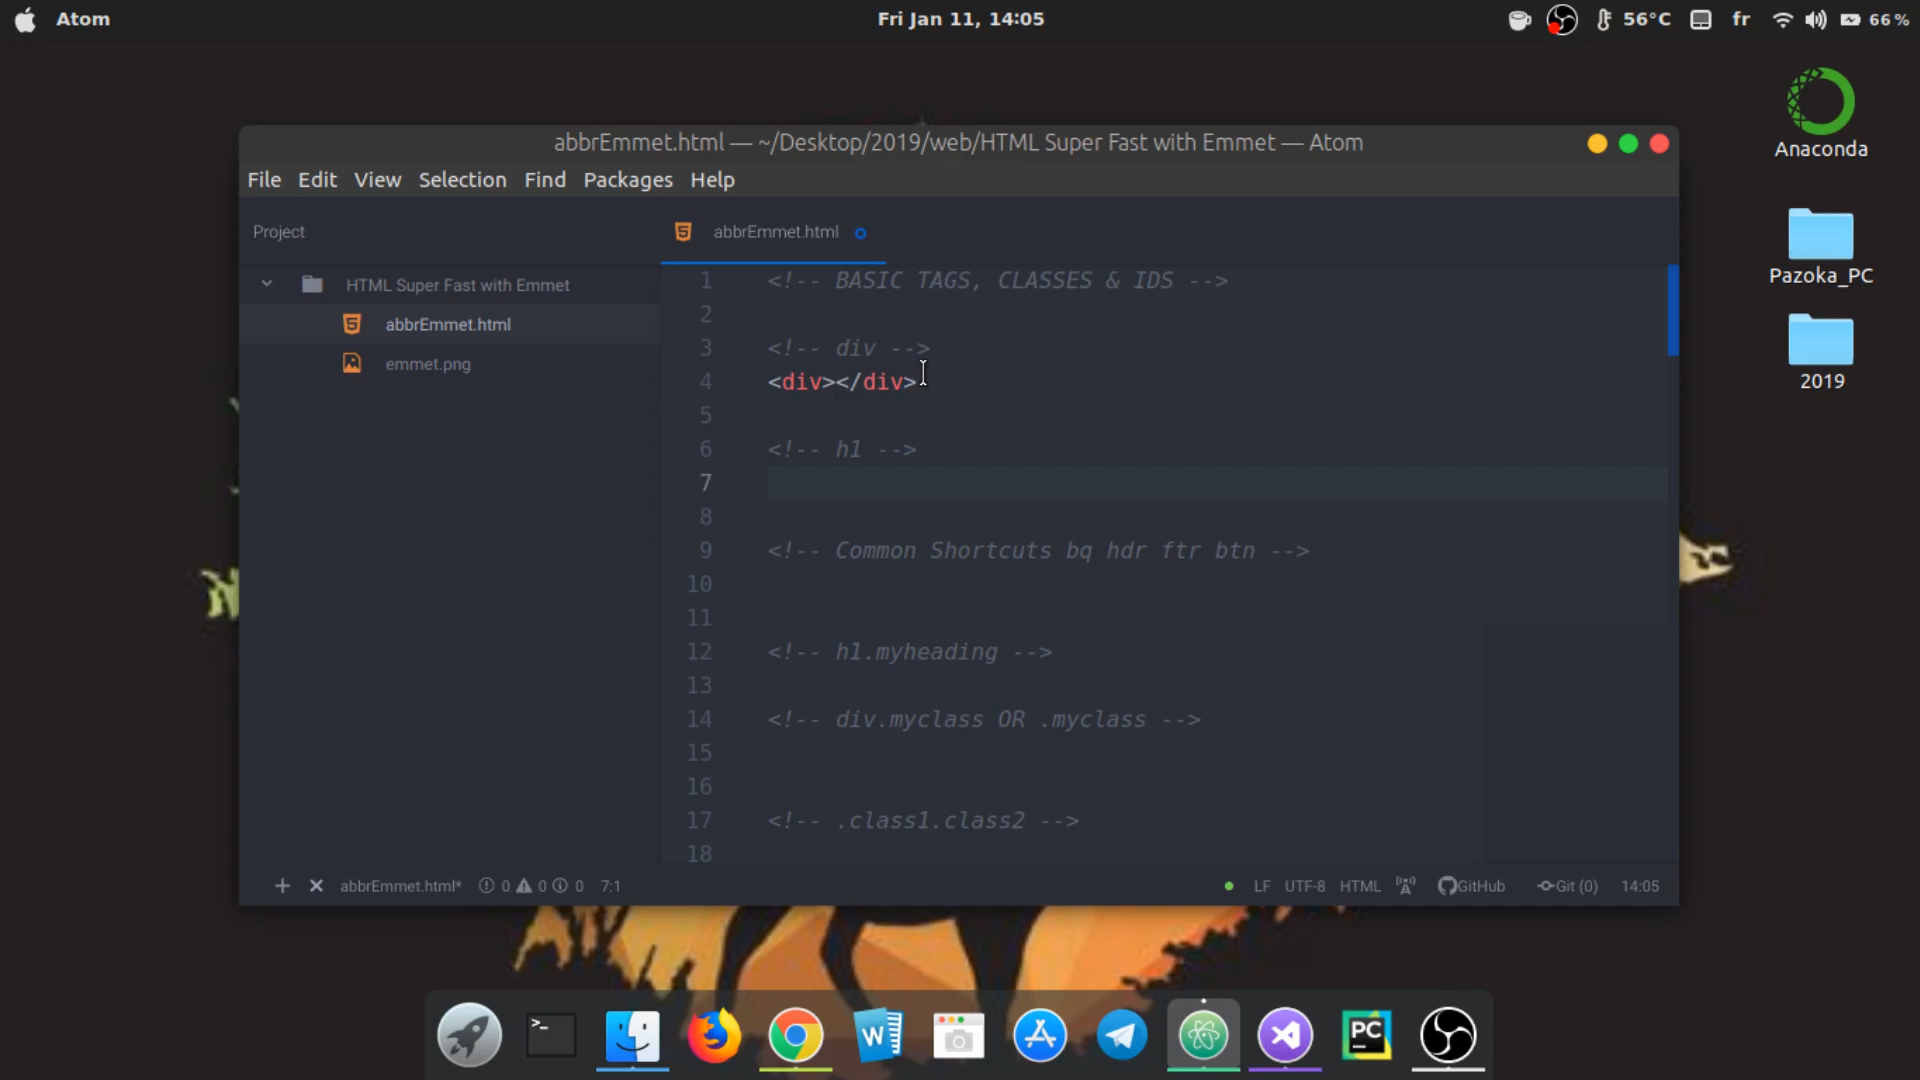 Atom
Fri Jan 11, 14:05
56°C
fr
66 %
Anaconda
Pazoka_PC
2019
abbrEmmet.html — ~/Desktop/2019/web/HTML Super Fast with Emmet — Atom
File Edit View Selection Find Packages Help
Project
HTML Super Fast with Emmet
abbrEmmet.html
emmet.png
abbrEmmet.html
1 <!-- BASIC TAGS, CLASSES & IDS -->
2
3 <!-- div -->
4 <div></div>
5
6 <!-- h1 -->
7
8
9 <!-- Common Shortcuts bq hdr ftr btn -->
10
11
12 <!-- h1.myheading -->
13
14 <!-- div.myclass OR .myclass -->
15
16
17 <!-- .class1.class2 -->
18
abbrEmmet.html* 0 0 0 7:1
LF UTF-8 HTML GitHub Git (0) 14:05
>_
W
PC